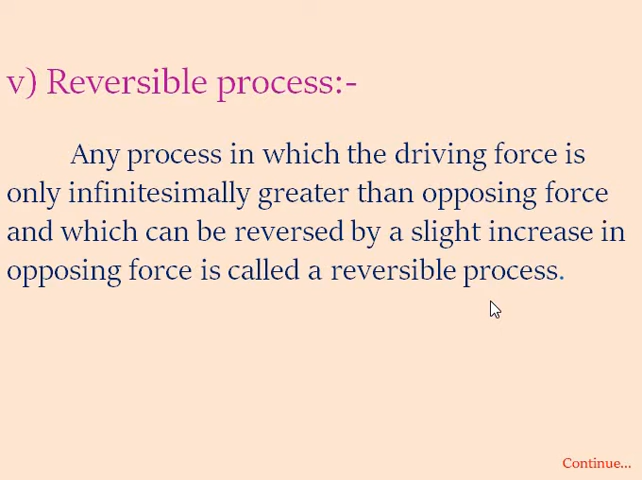 v) Reversible process:-
Any process in which the driving force is
only infinitesimally greater than opposing force
and which can be reversed by a slight increase in
opposing force is called a reversible process.
Continue...